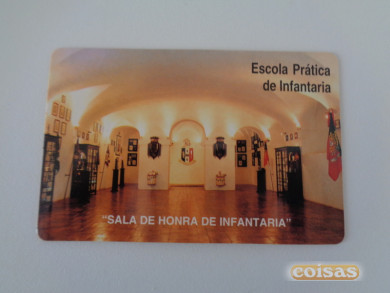 Escola Prática
de Infantaria
"SALA DE HONRA DE INFANTARIA"
coisas